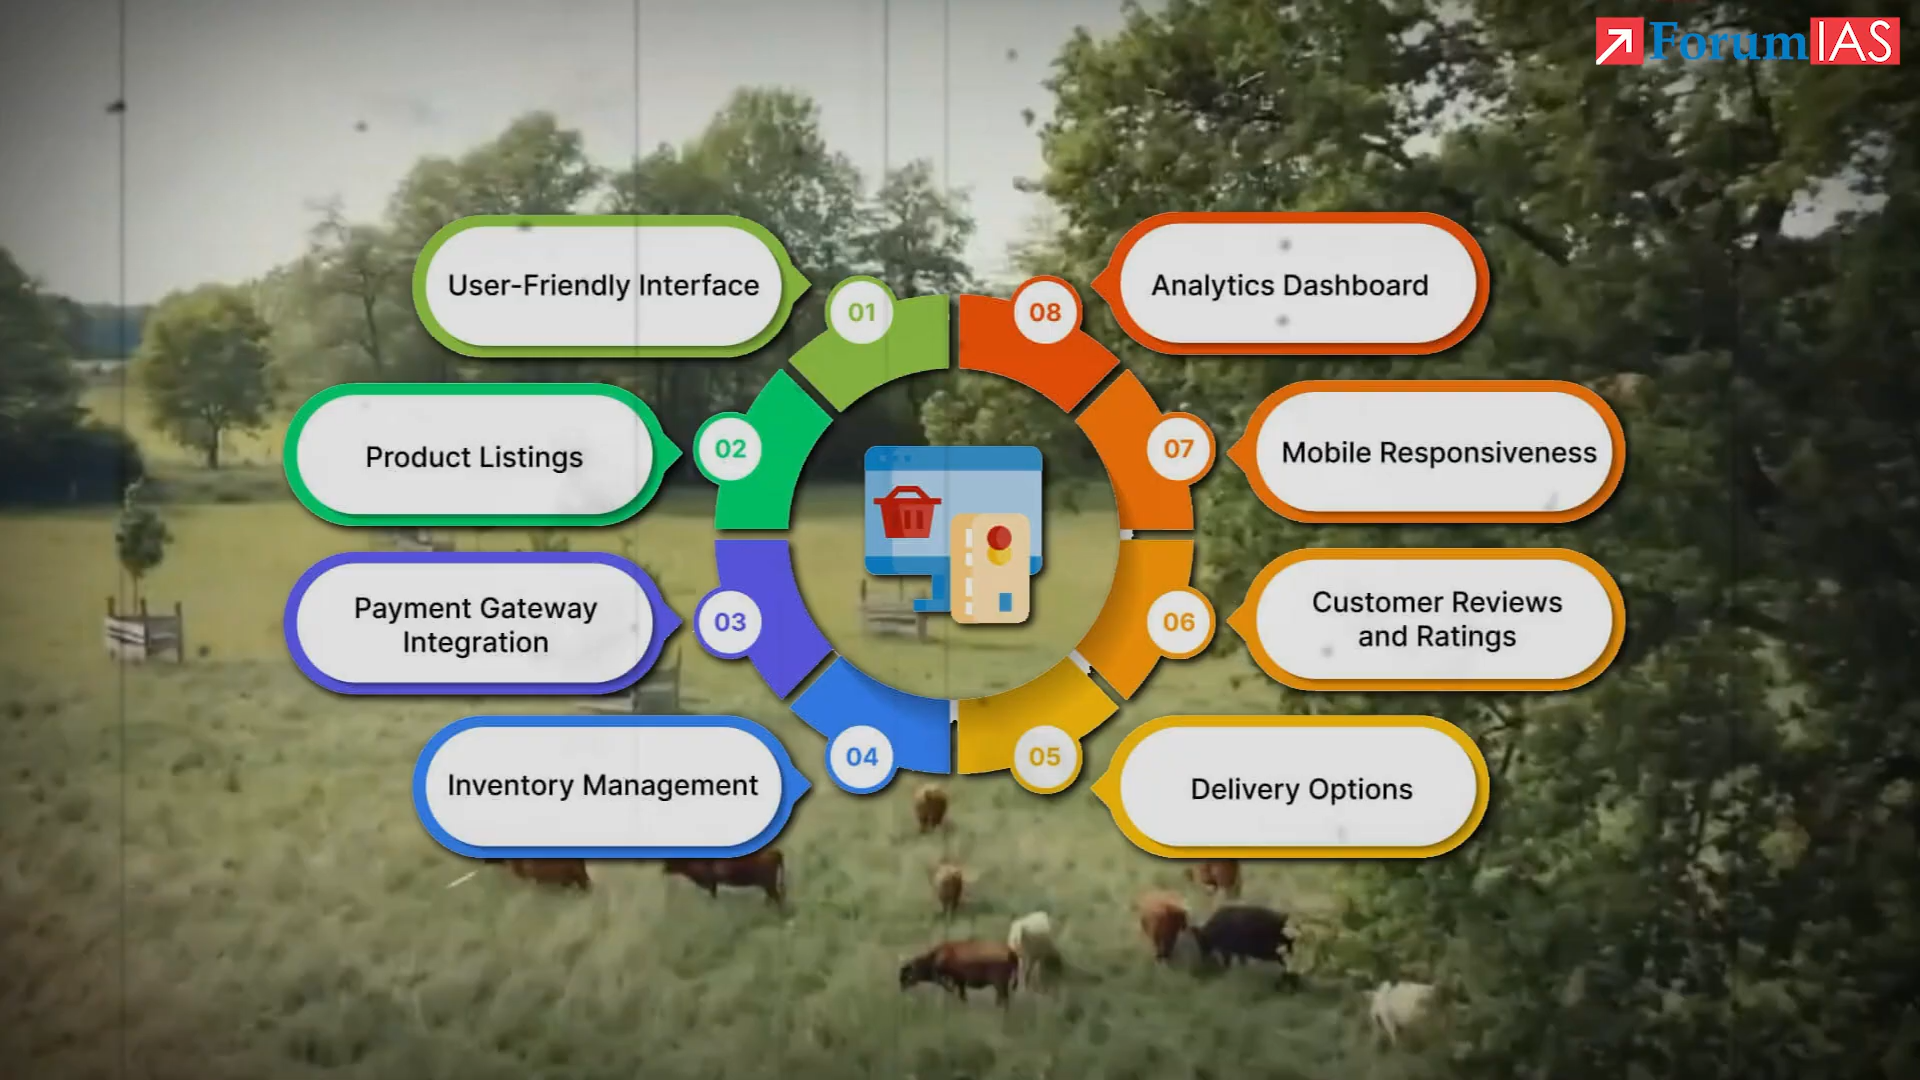 ForumIAS
User-Friendly Interface
01
Product Listings
02
Payment Gateway
Integration
03
Inventory Management
04
05
Delivery Options
06
Customer Reviews
and Ratings
07
Mobile Responsiveness
08
Analytics Dashboard